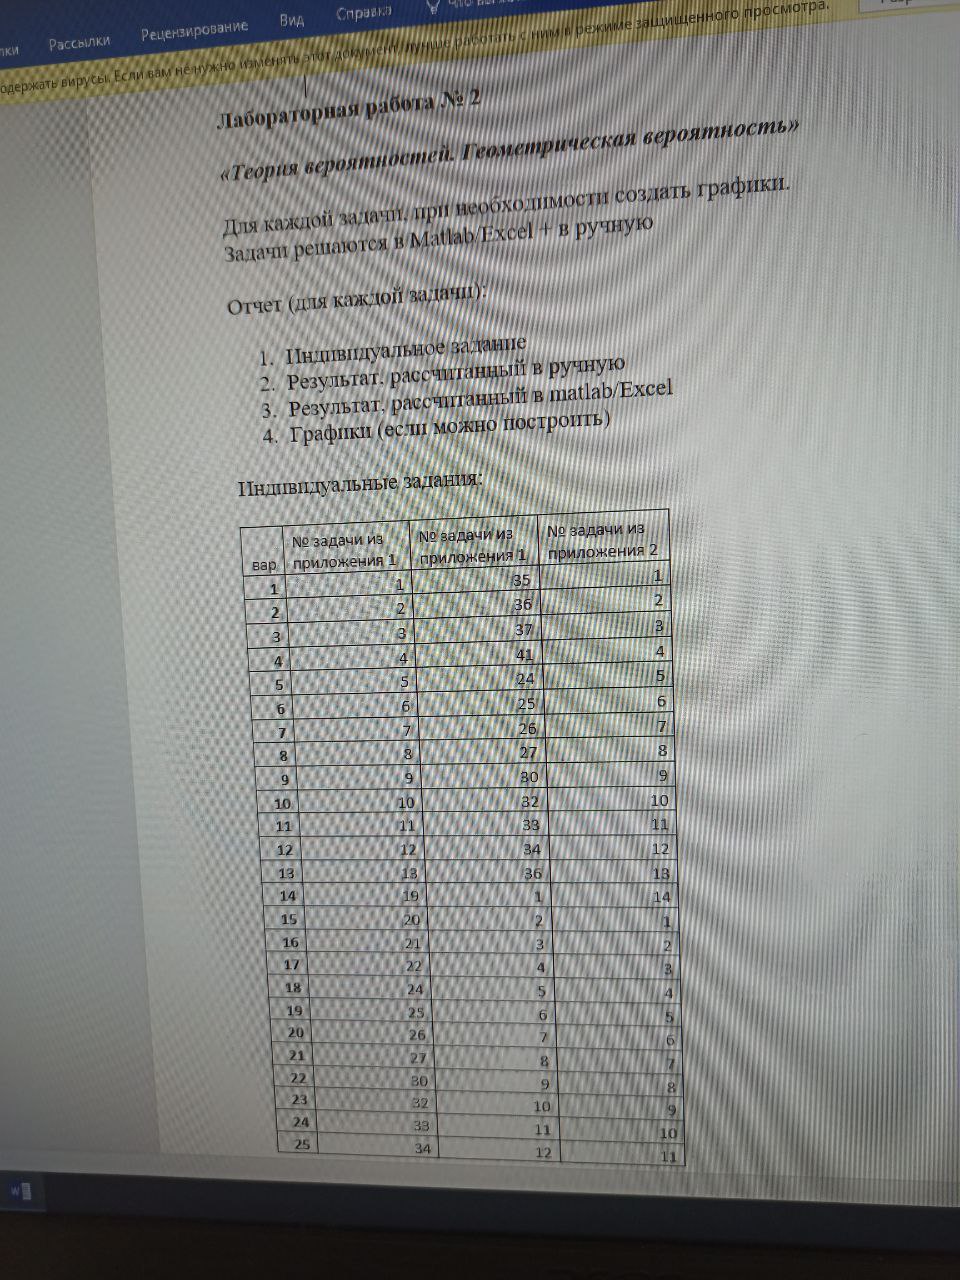 Рассылки Рецензирование Вид Справка
одержать вирусы. Если вам не нужно изменять этот документ, лучше работать с ним в режиме защищенного просмотра.
Лабораторная работа № 2
«Теория вероятностей. Геометрическая вероятность»
Для каждой задачи, при необходимости создать графики.
Задачи решаются в Matlab/Excel + в ручную
Отчет (для каждой задачи):
1. Индивидуальное задание
2. Результат, рассчитанный в ручную
3. Результат, рассчитанный в matlab/Excel
4. Графики (если можно построить)
Индивидуальные задания:
вар № задачи из приложения 1 № задачи из приложения 1 № задачи из приложения 2
1 1 35 1
2 2 36 2
3 3 37 3
4 4 41 4
5 5 24 5
6 6 25 6
7 7 26 7
8 8 27 8
9 9 30 9
10 10 32 10
11 11 33 11
12 12 34 12
13 13 36 13
14 19 1 14
15 20 2 1
16 21 3 2
17 22 4 3
18 24 5 4
19 25 6 5
20 26 7 6
21 27 8 7
22 30 9 8
23 32 10 9
24 33 11 10
25 34 12 11